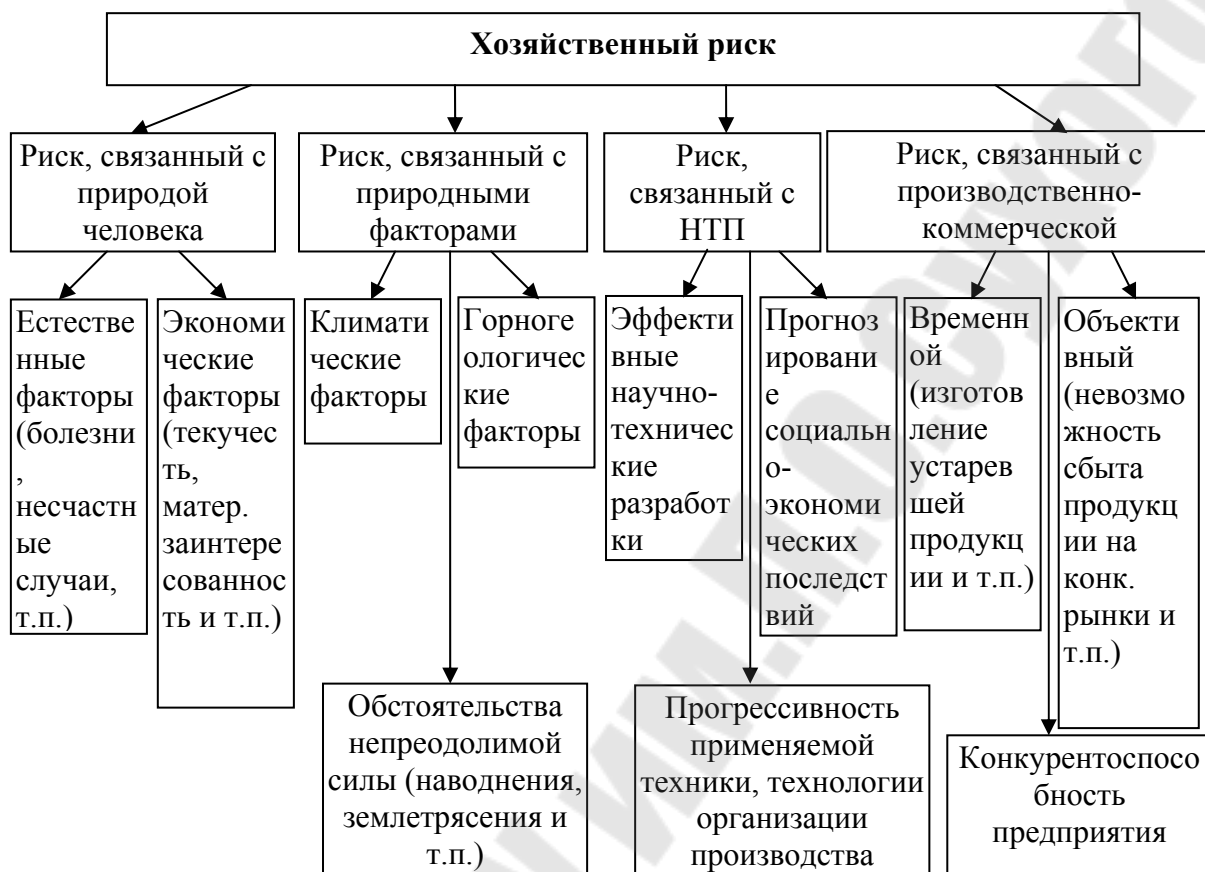 Хозяйственный риск
Риск, связанный с
природой
человека
Риск, связанный с
природными
факторами
Риск,
связанный с
НТП
Риск, связанный с
производственно-
коммерческой
Естестве
нные
факторы
(болезни
,
несчастн
ые
случаи,
т.п.)
Экономи
ческие
факторы
(текучес
ть,
матер.
заинтере
сованнос
ть и т.п.)
Климати
ческие
факторы
Горноге
ологичес
кие
факторы
Эффекти
вные
научно-
техничес
кие
разработ
ки
Прогноз
ировани
е
социальн
о-
экономи
ческих
последст
вий
Временн
ой
(изготов
ление
устарев
шей
продукц
ии и т.п.)
Объекти
вный
(невозмо
жность
сбыта
продукц
ии на
конк.
рынки и
т.п.)
Обстоятельства
непреодолимой
силы (наводнения,
землетрясения и
т.п.)
Прогрессивность
применяемой
техники, технологии
организации
производства
Конкурентоспосо
бность
предприятия
им.П.О.Сухого